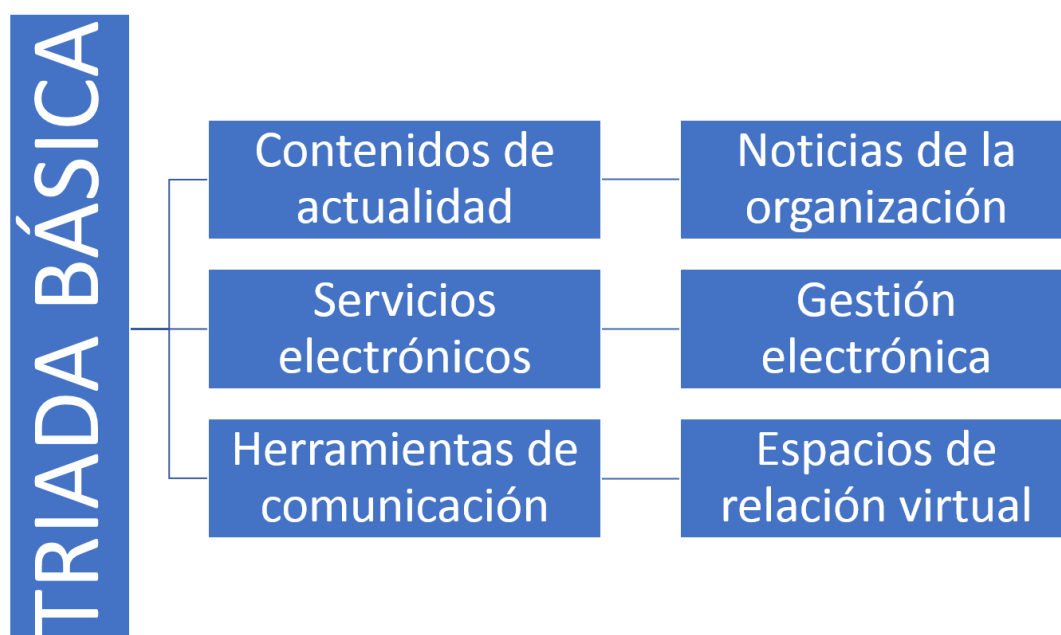 TRIADA BÁSICA
Contenidos de
actualidad
Noticias de la
organización
Servicios
electrónicos
Gestión
electrónica
Herramientas de
comunicación
Espacios de
relación virtual